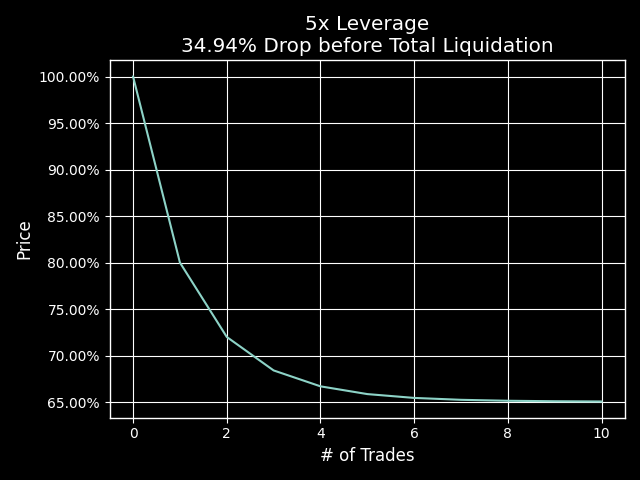 5x Leverage
34.94% Drop before Total Liquidation
100.00%
95.00%
90.00%
85.00%
80.00%
75.00%
70.00%
65.00%
Price
0 2 4 6 8 10
# of Trades